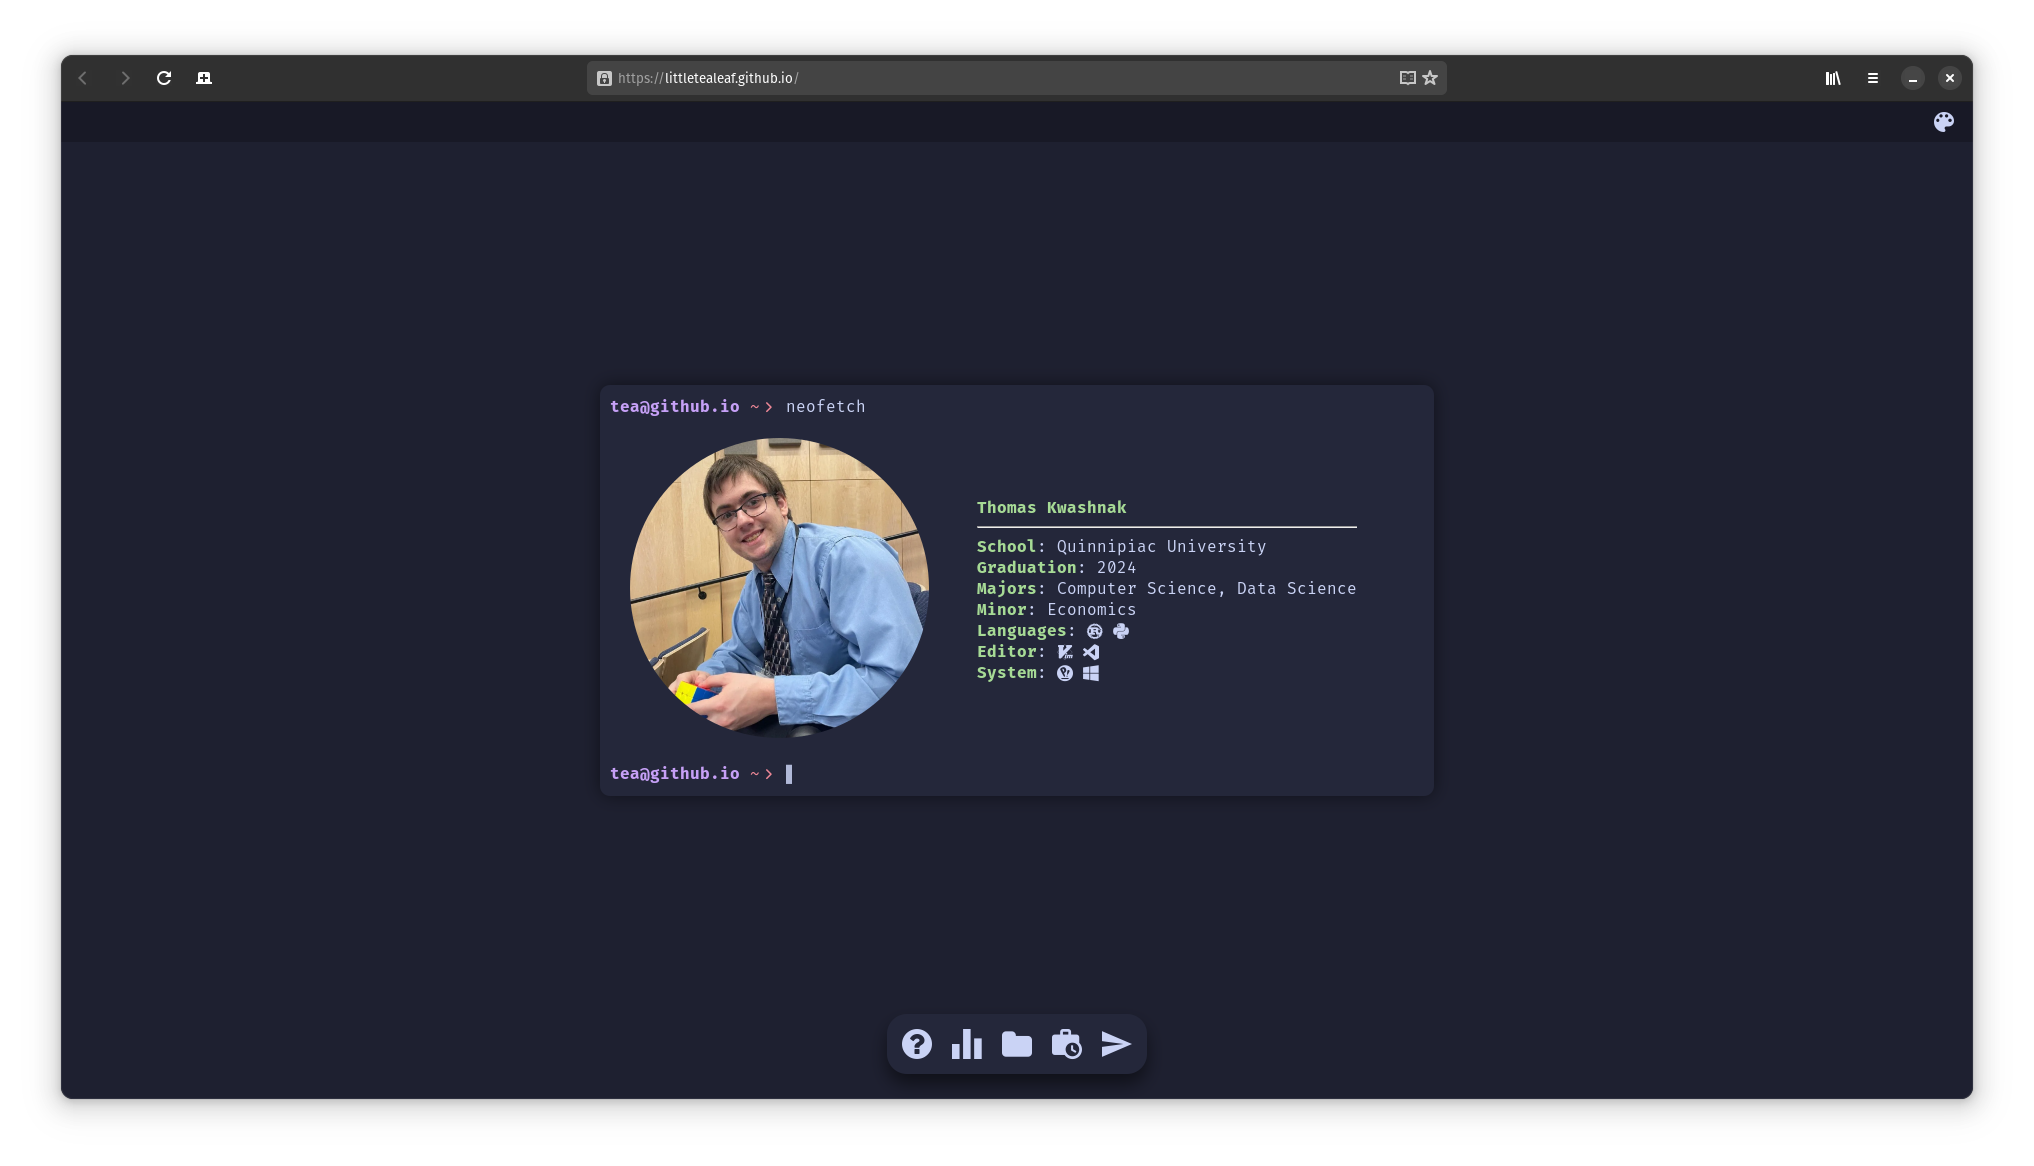 https://littletealeaf.github.io/
tea@github.io ~ > neofetch
Thomas Kwashnak
School: Quinnipiac University
Graduation: 2024
Majors: Computer Science, Data Science
Minor: Economics
Languages:
Editor:
System:
tea@github.io ~ >